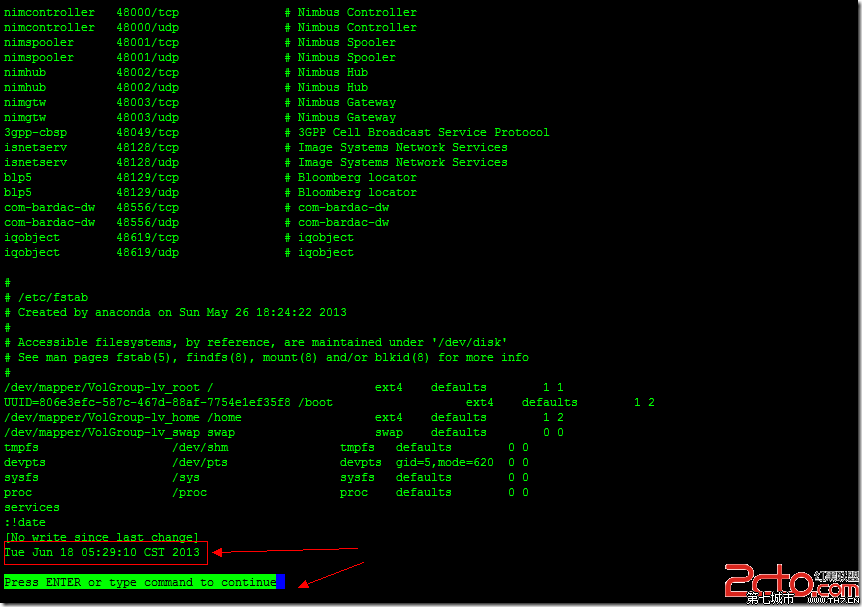 nimcontroller 48000/tcp # Nimbus Controller
nimcontroller 48000/udp # Nimbus Controller
nimspooler 48001/tcp # Nimbus Spooler
nimspooler 48001/udp # Nimbus Spooler
nimhub 48002/tcp # Nimbus Hub
nimhub 48002/udp # Nimbus Hub
nimgtw 48003/tcp # Nimbus Gateway
nimgtw 48003/udp # Nimbus Gateway
3gpp-cbsp 48049/tcp # 3GPP Cell Broadcast Service Protocol
isnetserv 48128/tcp # Image Systems Network Services
isnetserv 48128/udp # Image Systems Network Services
blp5 48129/tcp # Bloomberg locator
blp5 48129/udp # Bloomberg locator
com-bardac-dw 48556/tcp # com-bardac-dw
com-bardac-dw 48556/udp # com-bardac-dw
iqobject 48619/tcp # iqobject
iqobject 48619/udp # iqobject
#
# /etc/fstab
# Created by anaconda on Sun May 26 18:24:22 2013
#
# Accessible filesystems, by reference, are maintained under '/dev/disk'
# See man pages fstab(5), findfs(8), mount(8) and/or blkid(8) for more info
#
/dev/mapper/VolGroup-lv_root / ext4 defaults 1 1
UUID=806e3efc-587c-467d-88af-7754e1ef35f8 /boot ext4 defaults 1 2
/dev/mapper/VolGroup-lv_home /home ext4 defaults 1 2
/dev/mapper/VolGroup-lv_swap swap swap defaults 0 0
tmpfs /dev/shm tmpfs defaults 0 0
devpts /dev/pts devpts gid=5,mode=620 0 0
sysfs /sys sysfs defaults 0 0
proc /proc proc defaults 0 0
services
:!date
[No write since last change]
Tue Jun 18 05:29:10 CST 2013
Press ENTER or type command to continue
2cto.com
第七城市 WWW.TH7.CN